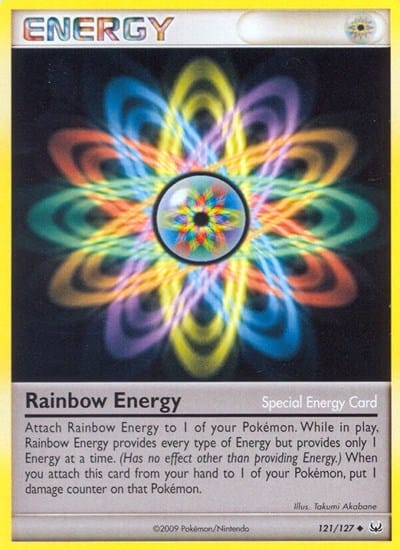 ENERGY
Rainbow Energy Special Energy Card
Attach Rainbow Energy to 1 of your Pokémon. While in play,
Rainbow Energy provides every type of Energy but provides only 1
Energy at a time. (Has no effect other than providing Energy.) When
you attach this card from your hand to 1 of your Pokémon, put 1
damage counter on that Pokémon.
Illus. Takumi Akabane
©2009 Pokémon/Nintendo 121/127